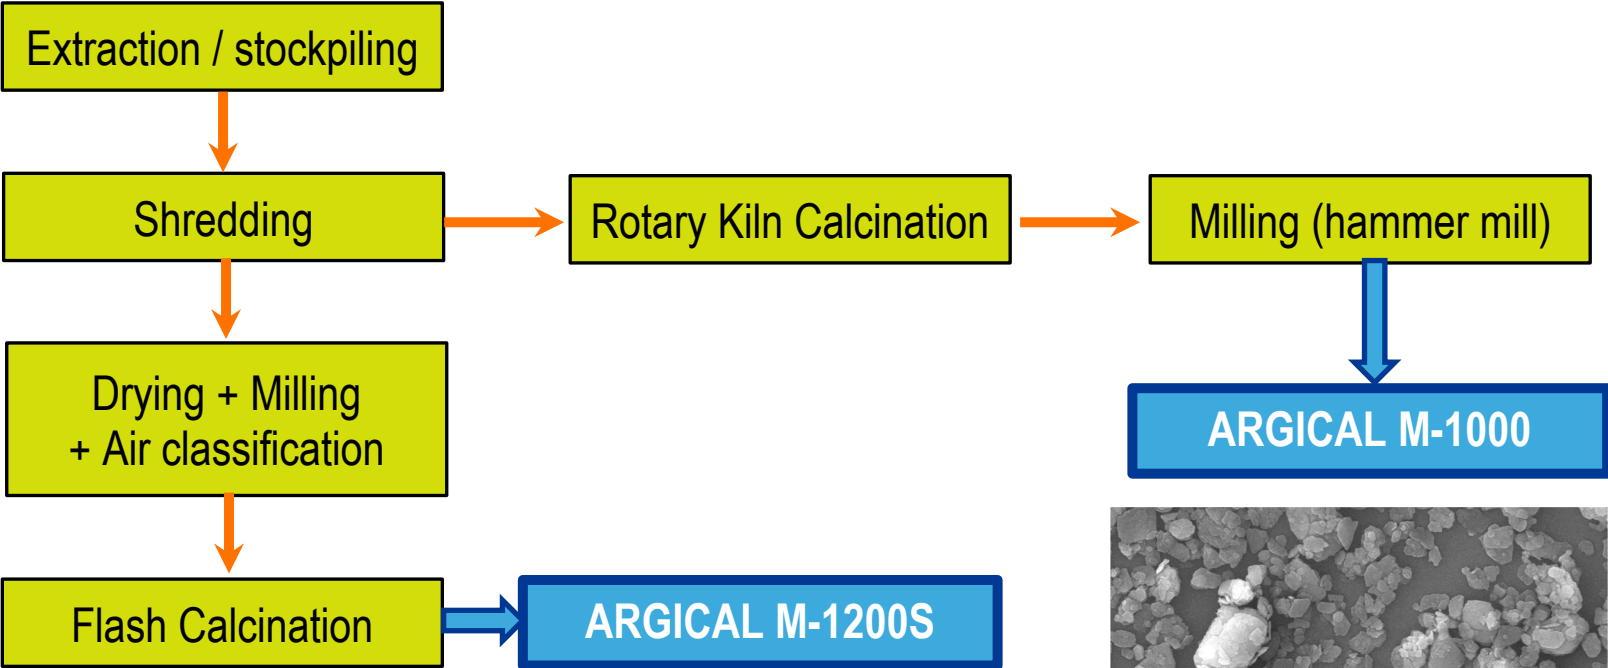 Extraction / stockpiling
Shredding
Rotary Kiln Calcination
Milling (hammer mill)
Drying + Milling
+ Air classification
ARGICAL M-1000
Flash Calcination
ARGICAL M-1200S